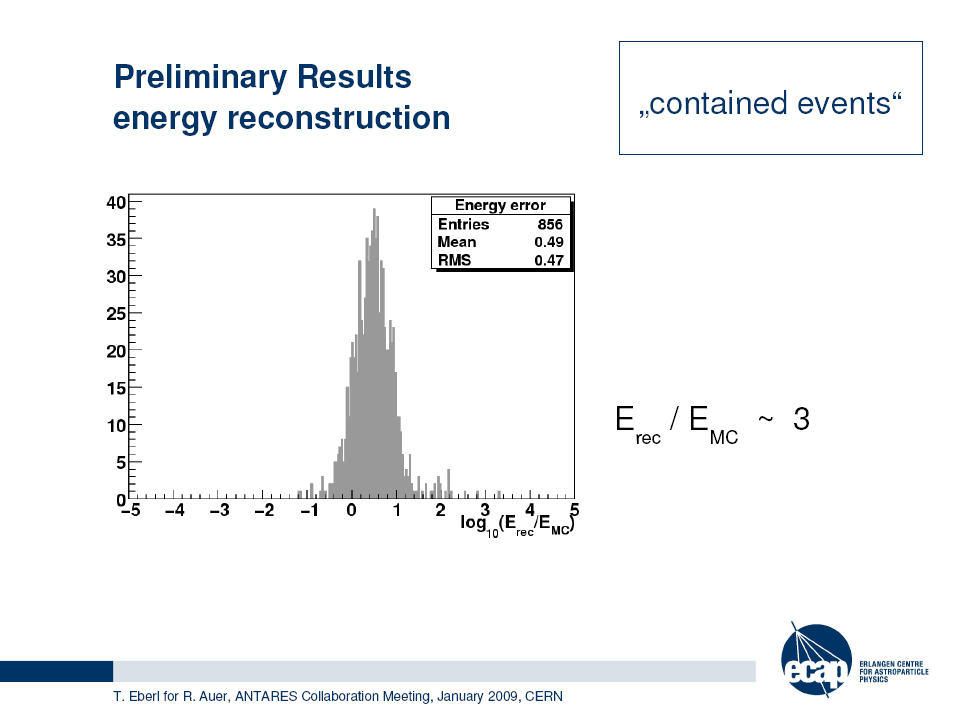 Preliminary Results
energy reconstruction
„contained events“
Energy error
Entries 856
Mean 0.49
RMS 0.47
40
35
30
25
20
15
10
5
0
−5 −4 −3 −2 −1 0 1 2 3 4 5
log10(Erec/EMC)
Erec / EMC ~ 3
ecap
ERLANGEN CENTRE
FOR ASTROPARTICLE
PHYSICS
T. Eberl for R. Auer, ANTARES Collaboration Meeting, January 2009, CERN